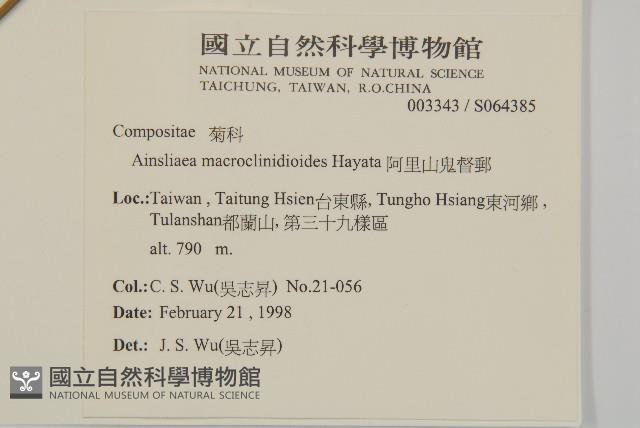 國立自然科學博物館
NATIONAL MUSEUM OF NATURAL SCIENCE
TAICHUNG, TAIWAN, R.O.CHINA
003343 / S064385
Compositae 菊科
Ainsliaea macroclinidioides Hayata 阿里山鬼督郵
Loc.:Taiwan , Taitung Hsien台東縣, Tungho Hsiang東河鄉 ,
Tulanshan都蘭山, 第三十九樣區
alt. 790 m.
Col.: C. S. Wu(吳志昇) No.21-056
Date: February 21 , 1998
Det.: J. S. Wu(吳志昇)
國立自然科學博物館
NATIONAL MUSEUM OF NATURAL SCIENCE